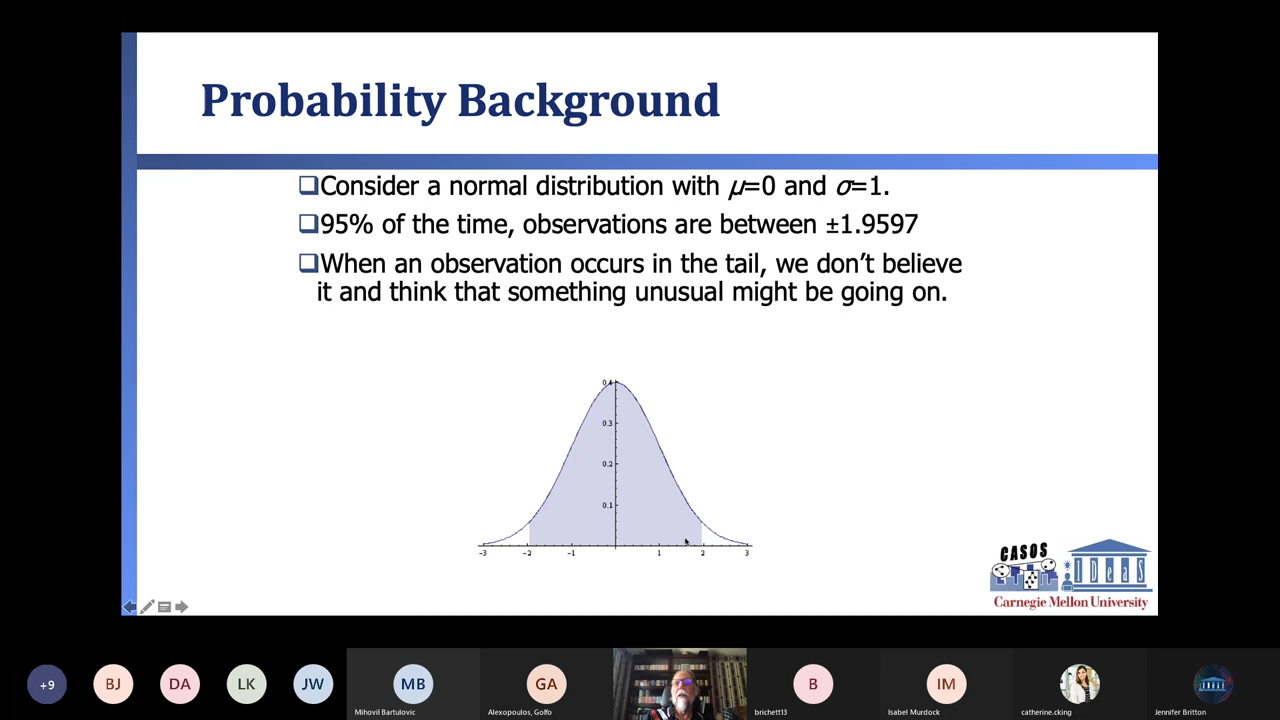 Probability Background
❑Consider a normal distribution with μ=0 and σ=1.
❑95% of the time, observations are between ±1.9597
❑When an observation occurs in the tail, we don’t believe
it and think that something unusual might be going on.
0.4
0.3
0.2
0.1
-3 -2 -1 1 2 3
CASOS
IDeaS
Carnegie Mellon University
+9 BJ DA LK JW MB GA B IM
Mihovil Bartulovic Alexopoulos, Golfo brichett13 Isabel Murdock catherine.cking Jennifer Britton